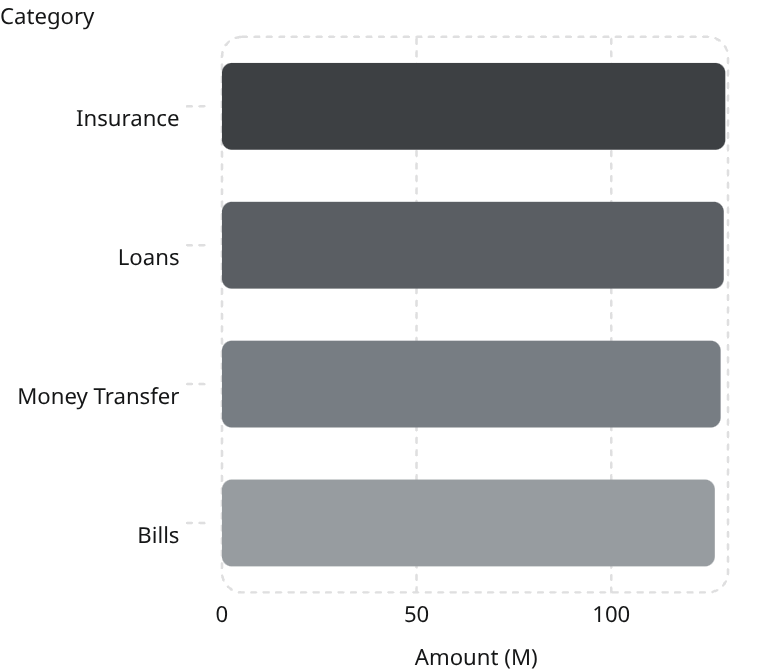 Category
Insurance
Loans
Money Transfer
Bills
0 50 100
Amount (M)